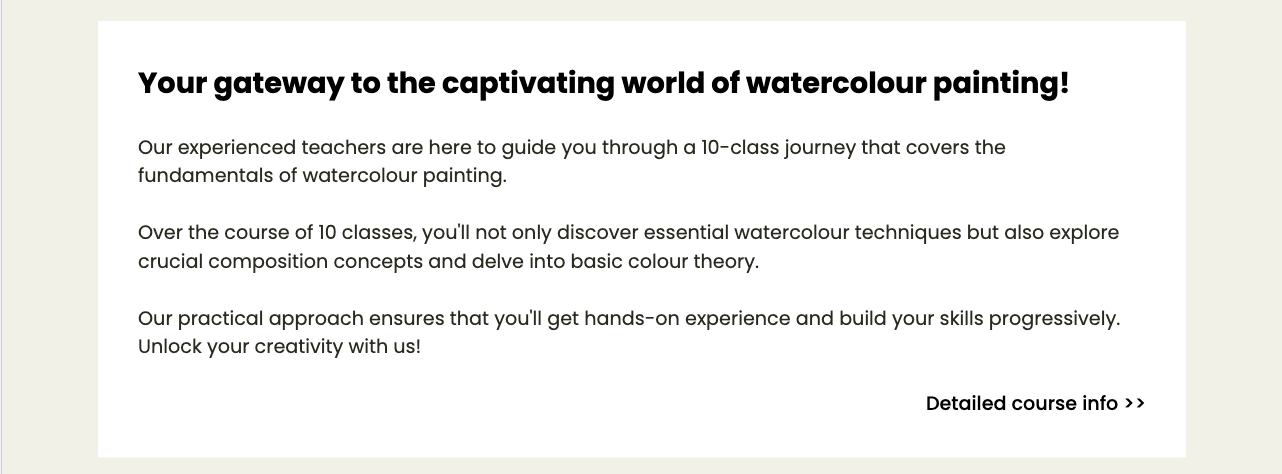 Your gateway to the captivating world of watercolour painting!
Our experienced teachers are here to guide you through a 10-class journey that covers the
fundamentals of watercolour painting.
Over the course of 10 classes, you'll not only discover essential watercolour techniques but also explore
crucial composition concepts and delve into basic colour theory.
Our practical approach ensures that you'll get hands-on experience and build your skills progressively.
Unlock your creativity with us!
Detailed course info >>